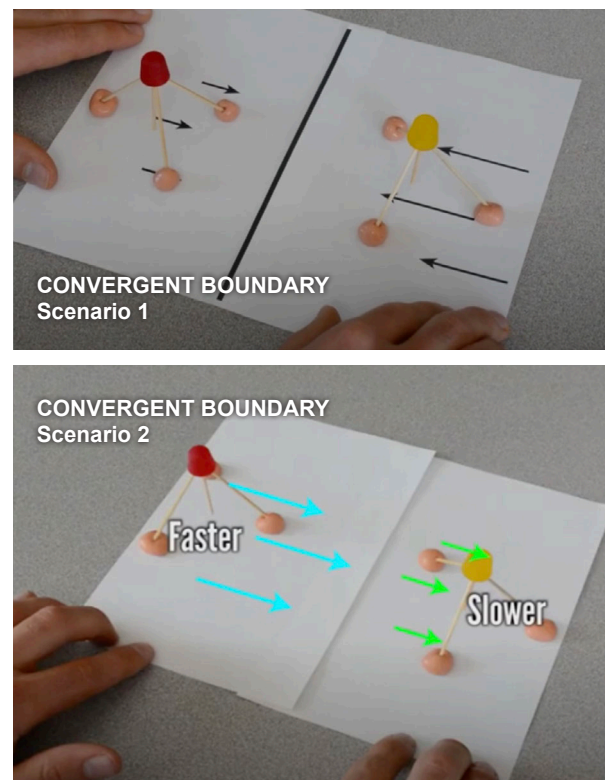 CONVERGENT BOUNDARY
Scenario 1
CONVERGENT BOUNDARY
Scenario 2
Faster
Slower